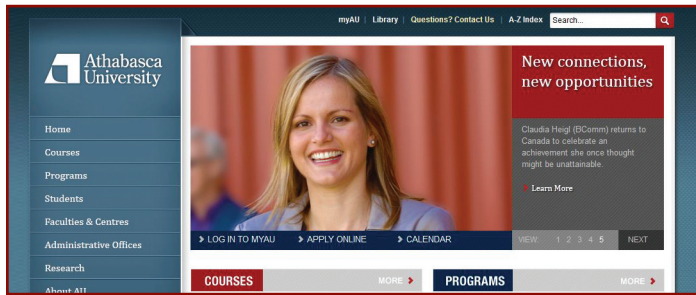 myAU | Library | Questions? Contact Us | A-Z Index Search...
Athabasca
University
Home
Courses
Programs
Students
Faculties & Centres
Administrative Offices
Research
About AU
New connections,
new opportunities
Claudia Heigl (BComm) returns to
Canada to celebrate an
achievement she once thought
might be unattainable.
Learn More
LOG IN TO MYAU APPLY ONLINE CALENDAR
VIEW: 1 2 3 4 5 NEXT
COURSES MORE PROGRAMS MORE